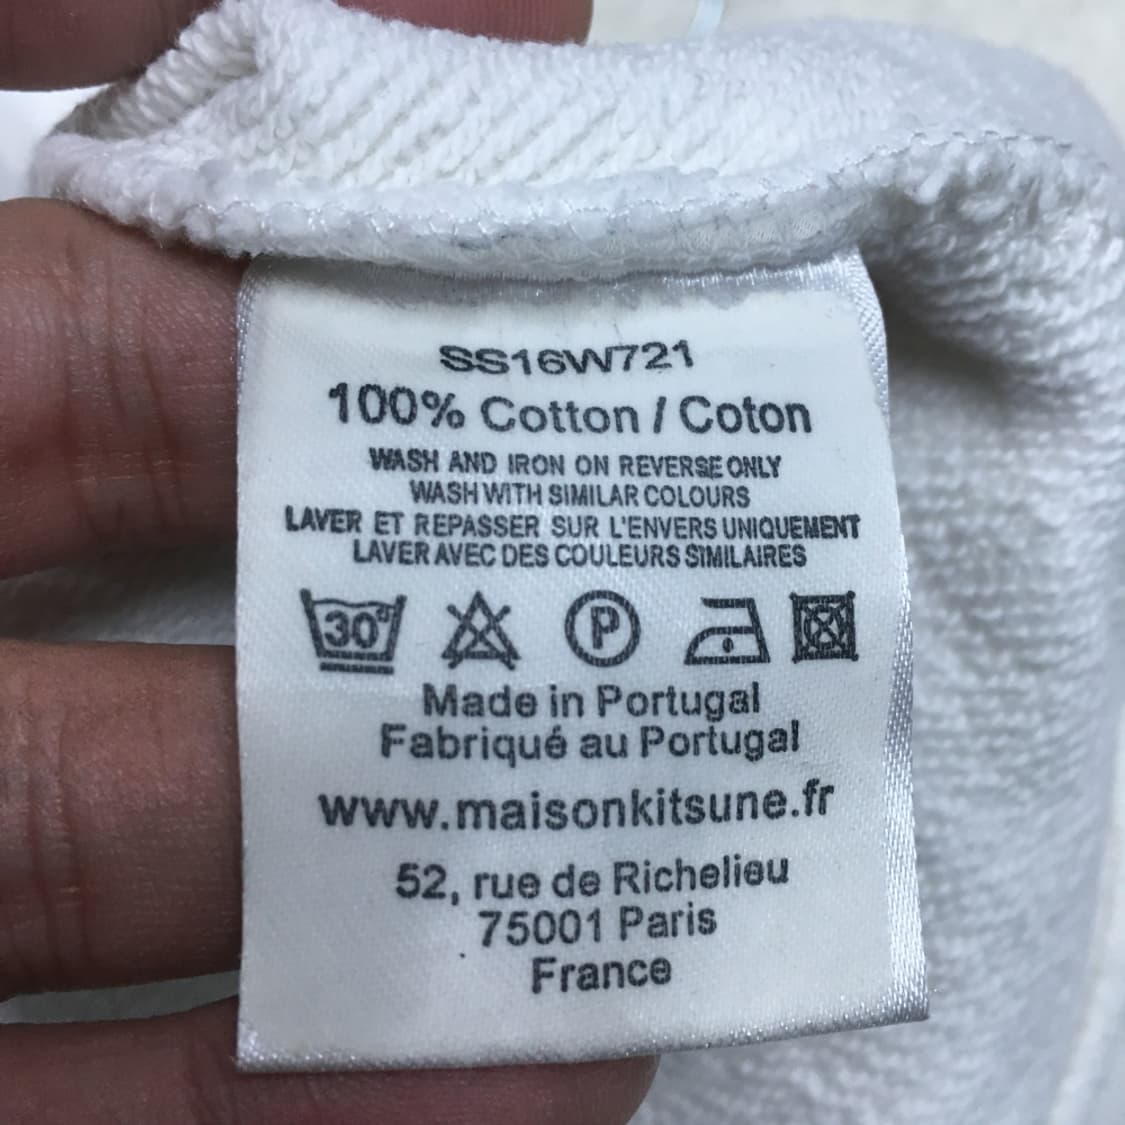 SS16W721
100% Cotton / Coton
WASH AND IRON ON REVERSE ONLY
WASH WITH SIMILAR COLOURS
LAVER ET REPASSER SUR L'ENVERS UNIQUEMENT
LAVER AVEC DES COULEURS SIMILAIRES
30° P
Made in Portugal
Fabriqué au Portugal
www.maisonkitsune.fr
52, rue de Richelieu
75001 Paris
France